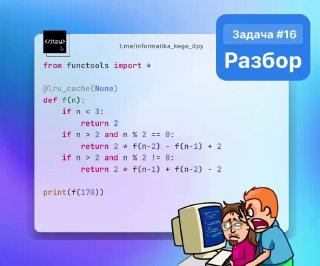 </itpy>
t.me/informatika_kege_itpy
Задача #16
Разбор
from functools import *
@lru_cache(None)
def f(n):
if n < 3:
return 2
if n > 2 and n % 2 == 0:
return 2 * f(n-2) - f(n-1) + 2
if n > 2 and n % 2 != 0:
return 2 * f(n-1) + f(n-2) - 2
print(f(170))